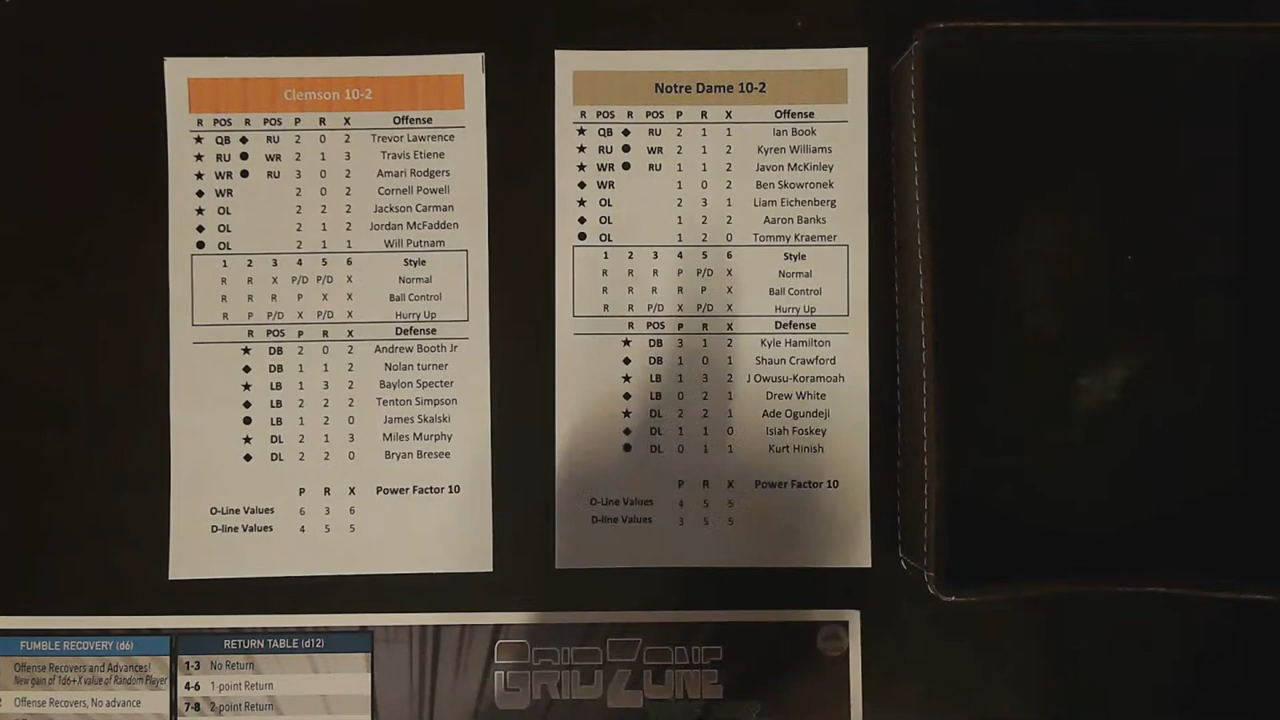 Clemson 10-2
R POS R POS P R X Offense
★ QB ◆ RU 2 0 2 Trevor Lawrence
★ RU ● WR 2 1 3 Travis Etiene
★ WR ● RU 3 0 2 Amari Rodgers
◆ WR 2 0 2 Cornell Powell
★ OL 2 2 2 Jackson Carman
◆ OL 2 1 2 Jordan McFadden
● OL 2 1 1 Will Putnam
1 2 3 4 5 6 Style
R R X P/D P/D X Normal
R R R P X X Ball Control
R P P/D X P/D X Hurry Up
R POS P R X Defense
★ DB 2 0 2 Andrew Booth Jr
◆ DB 1 1 2 Nolan turner
★ LB 1 3 2 Baylon Specter
◆ LB 2 2 2 Tenton Simpson
● LB 1 2 0 James Skalski
★ DL 2 1 3 Miles Murphy
◆ DL 2 2 0 Bryan Bresee
P R X Power Factor 10
O-Line Values 6 3 6
D-line Values 4 5 5
Notre Dame 10-2
R POS R POS P R X Offense
★ QB ◆ RU 2 1 1 Ian Book
★ RU ● WR 2 1 2 Kyren Williams
★ WR ● RU 1 1 2 Javon McKinley
◆ WR 1 0 2 Ben Skowronek
★ OL 2 3 1 Liam Eichenberg
◆ OL 1 2 2 Aaron Banks
● OL 1 2 0 Tommy Kraemer
1 2 3 4 5 6 Style
R R R P P/D X Normal
R R R R P X Ball Control
R R P/D X P/D X Hurry Up
R POS P R X Defense
★ DB 3 1 2 Kyle Hamilton
◆ DB 1 0 1 Shaun Crawford
★ LB 1 3 2 J Owusu-Koramoah
◆ LB 0 2 1 Drew White
★ DL 2 2 1 Ade Ogundeji
◆ DL 1 1 0 Isiah Foskey
● DL 0 1 1 Kurt Hinish
P R X Power Factor 10
O-Line Values 4 5 5
D-line Values 3 5 5
FUMBLE RECOVERY (d6)
Offense Recovers and Advances!
New gain of 1d6+X value of Random Player
Offense Recovers, No advance
RETURN TABLE (d12)
1-3 No Return
4-6 1-point Return
7-8 2-point Return
GRIDZONE